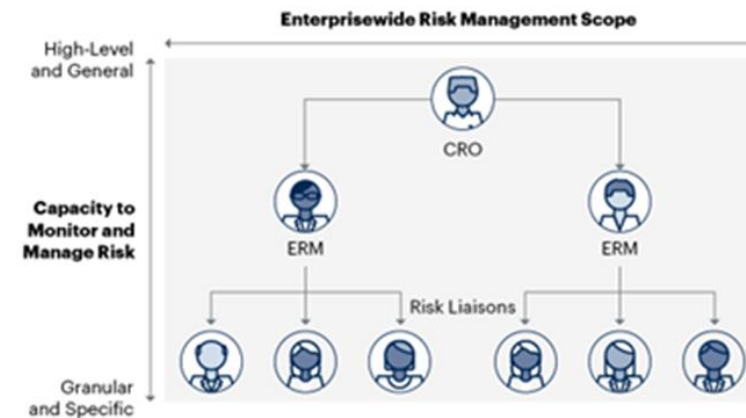 Enterprisewide Risk Management Scope
High-Level
and General
CRO
Capacity to
Monitor and
Manage Risk
ERM
ERM
Risk Liaisons
Granular
and Specific